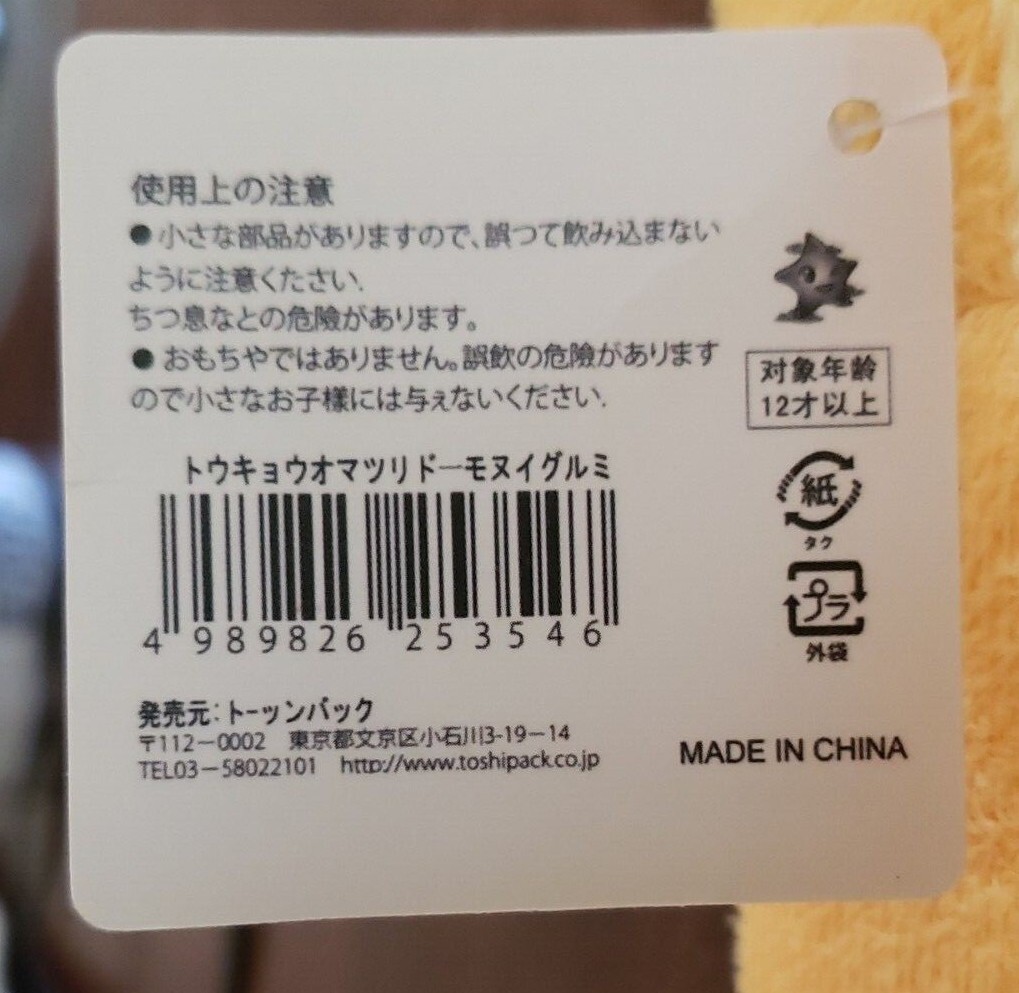 使用上の注意
●小さな部品がありますので、誤つて飲み込まない
ように注意くたさい.
ちつ息なとの危險があります。
●おもちやではありません。誤飲の危險があります
ので小さなお子様には与えないください.
対象年齢
12才以上
紙
タク
プラ
外袋
トウキョウオマツリドーモヌイグルミ
4 989826 253546
発売元:トーッンバック
〒112-0002 東京都文京区小石川3-19-14
TEL03-58022101 http://www.toshipack.co.jp
MADE IN CHINA